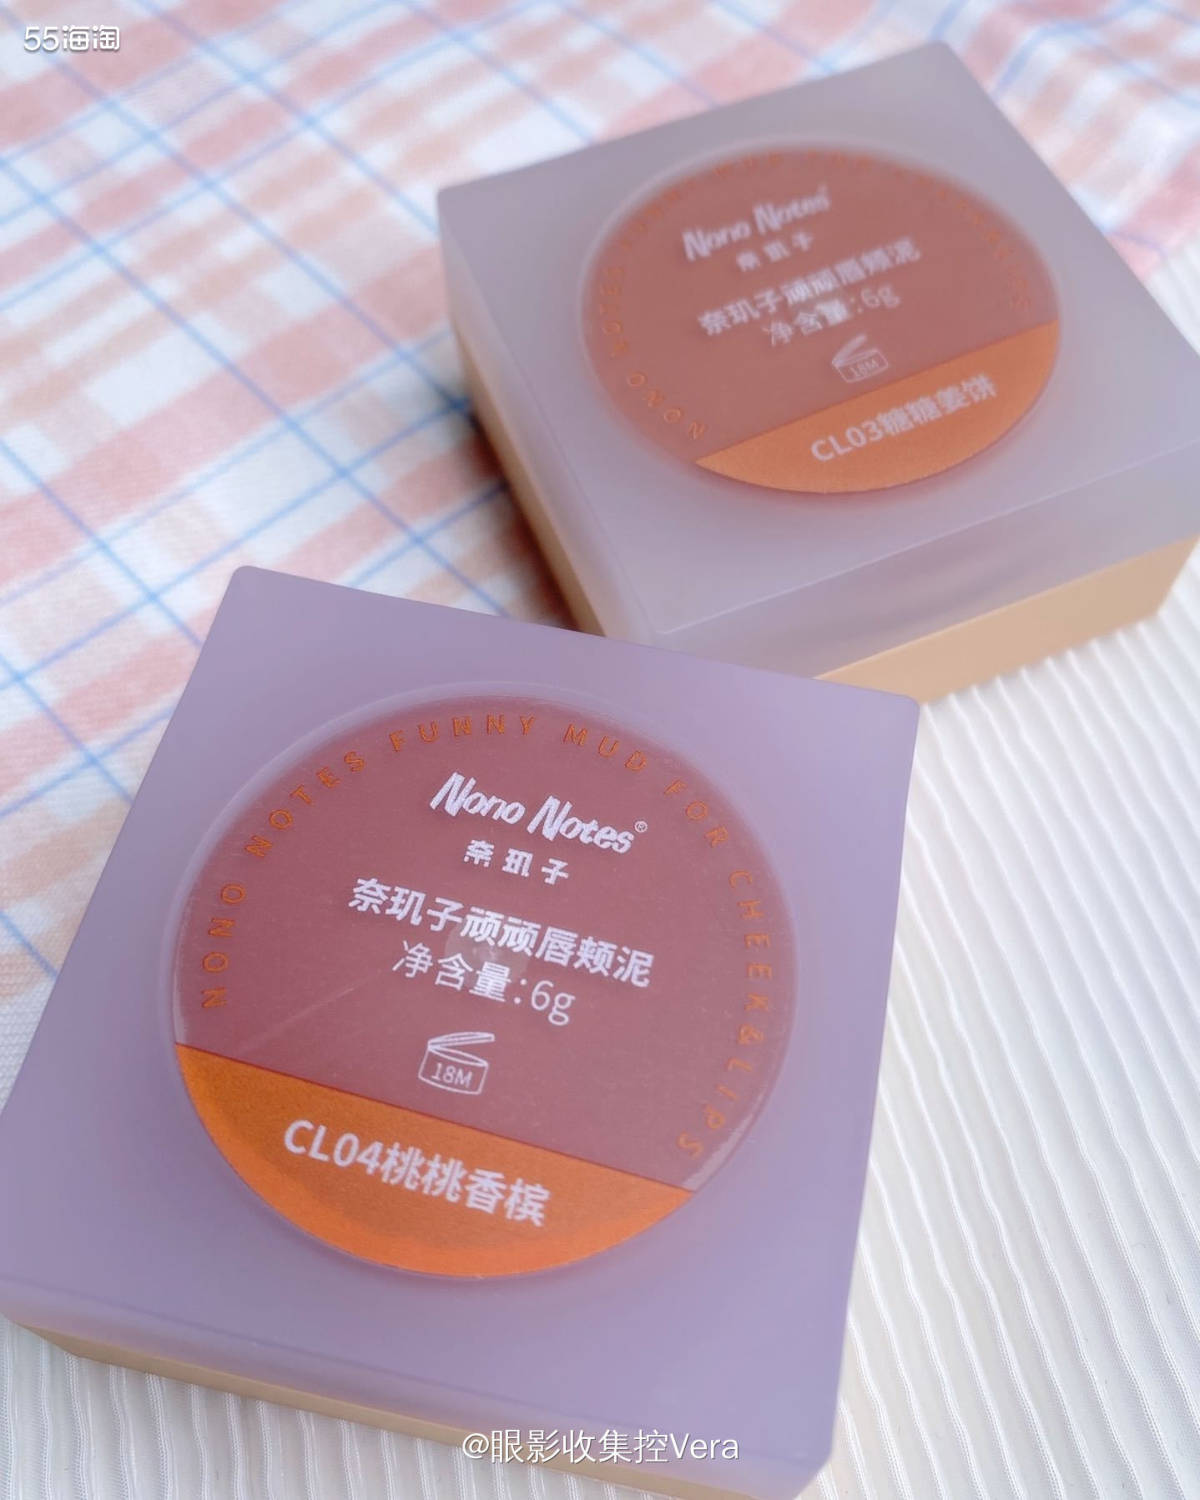 55海淘
Nono Notes
奈玑子
奈玑子顽顽唇颊泥
净含量:6g
18M
CL03糖糖姜饼
NONO NOTES FUNNY MUD FOR CHEEK&LIPS
Nono Notes®
奈玑子
奈玑子顽顽唇颊泥
净含量:6g
18M
CL04桃桃香槟
@眼影收集控Vera